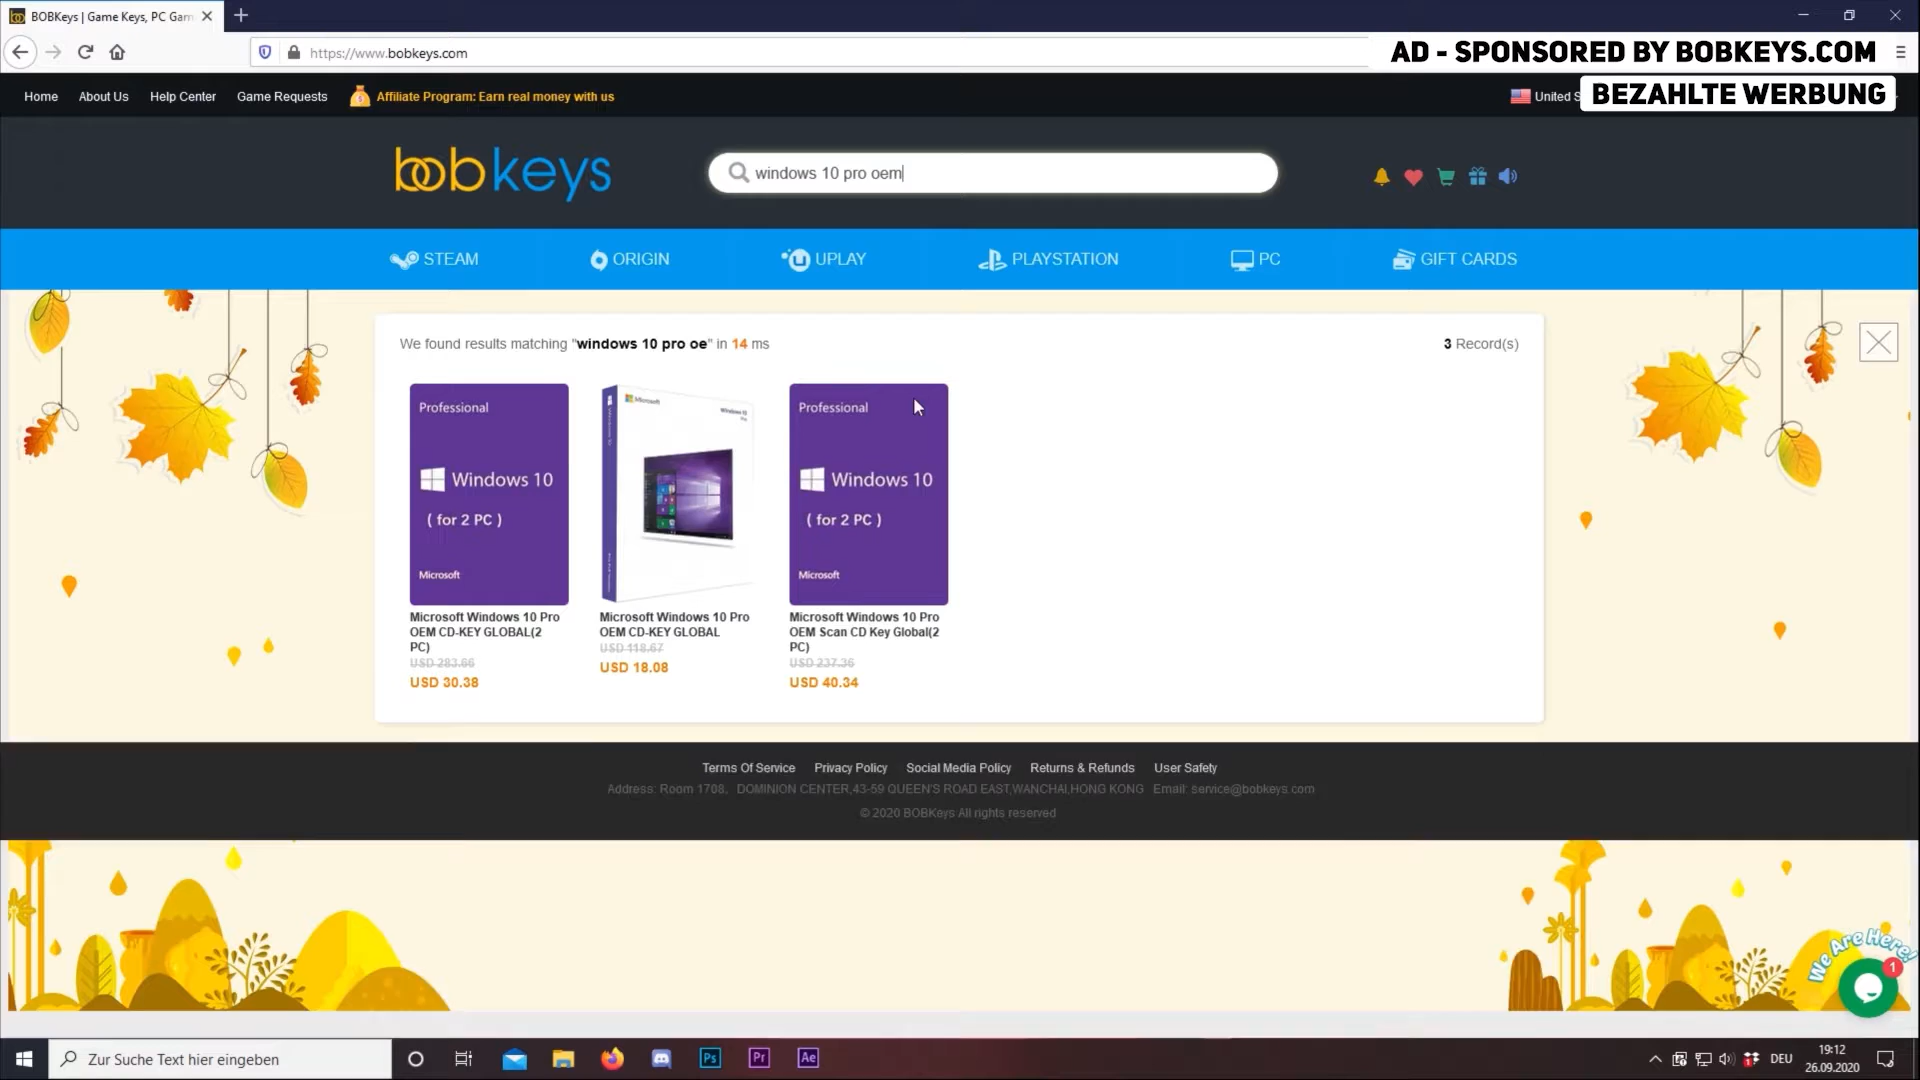 BOBKeys | Game Keys, PC Gam
https://www.bobkeys.com
AD - SPONSORED BY BOBKEYS.COM
Home About Us Help Center Game Requests Affiliate Program: Earn real money with us
United S
BEZAHLTE WERBUNG
bobkeys
windows 10 pro oem
STEAM ORIGIN UPLAY PLAYSTATION PC GIFT CARDS
We found results matching "windows 10 pro oe" in 14 ms
3 Record(s)
Professional
Windows 10
( for 2 PC )
Microsoft
Microsoft Windows 10 Pro
OEM CD-KEY GLOBAL(2
PC)
USD 283.66
USD 30.38
Microsoft
Microsoft Windows 10 Pro
OEM CD-KEY GLOBAL
USD 118.67
USD 18.08
Professional
Windows 10
( for 2 PC )
Microsoft
Microsoft Windows 10 Pro
OEM Scan CD Key Global(2
PC)
USD 237.36
USD 40.34
Terms Of Service Privacy Policy Social Media Policy Returns & Refunds User Safety
Address: Room 1708, DOMINION CENTER,43-59 QUEEN'S ROAD EAST,WANCHAI,HONG KONG Email: service@bobkeys.com
© 2020 BOBKeys All rights reserved
We Are Here!
1
Zur Suche Text hier eingeben
Ps Pr Ae
DEU
19:12
26.09.2020